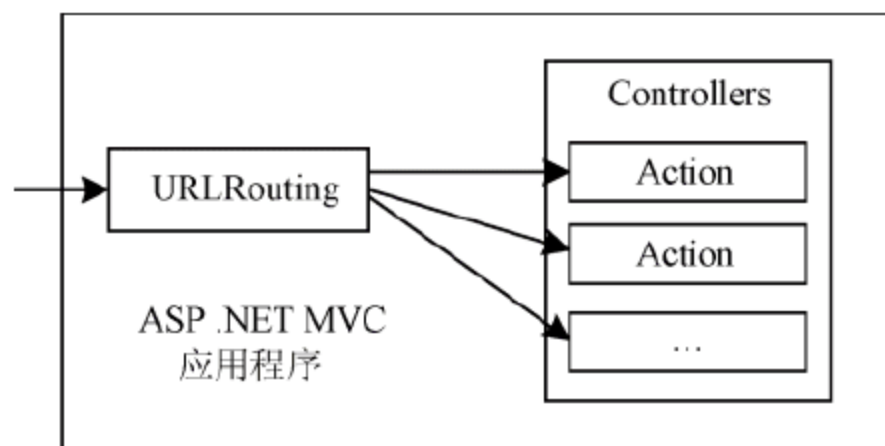 Controllers
URLRouting
Action
Action
...
ASP .NET MVC
应用程序